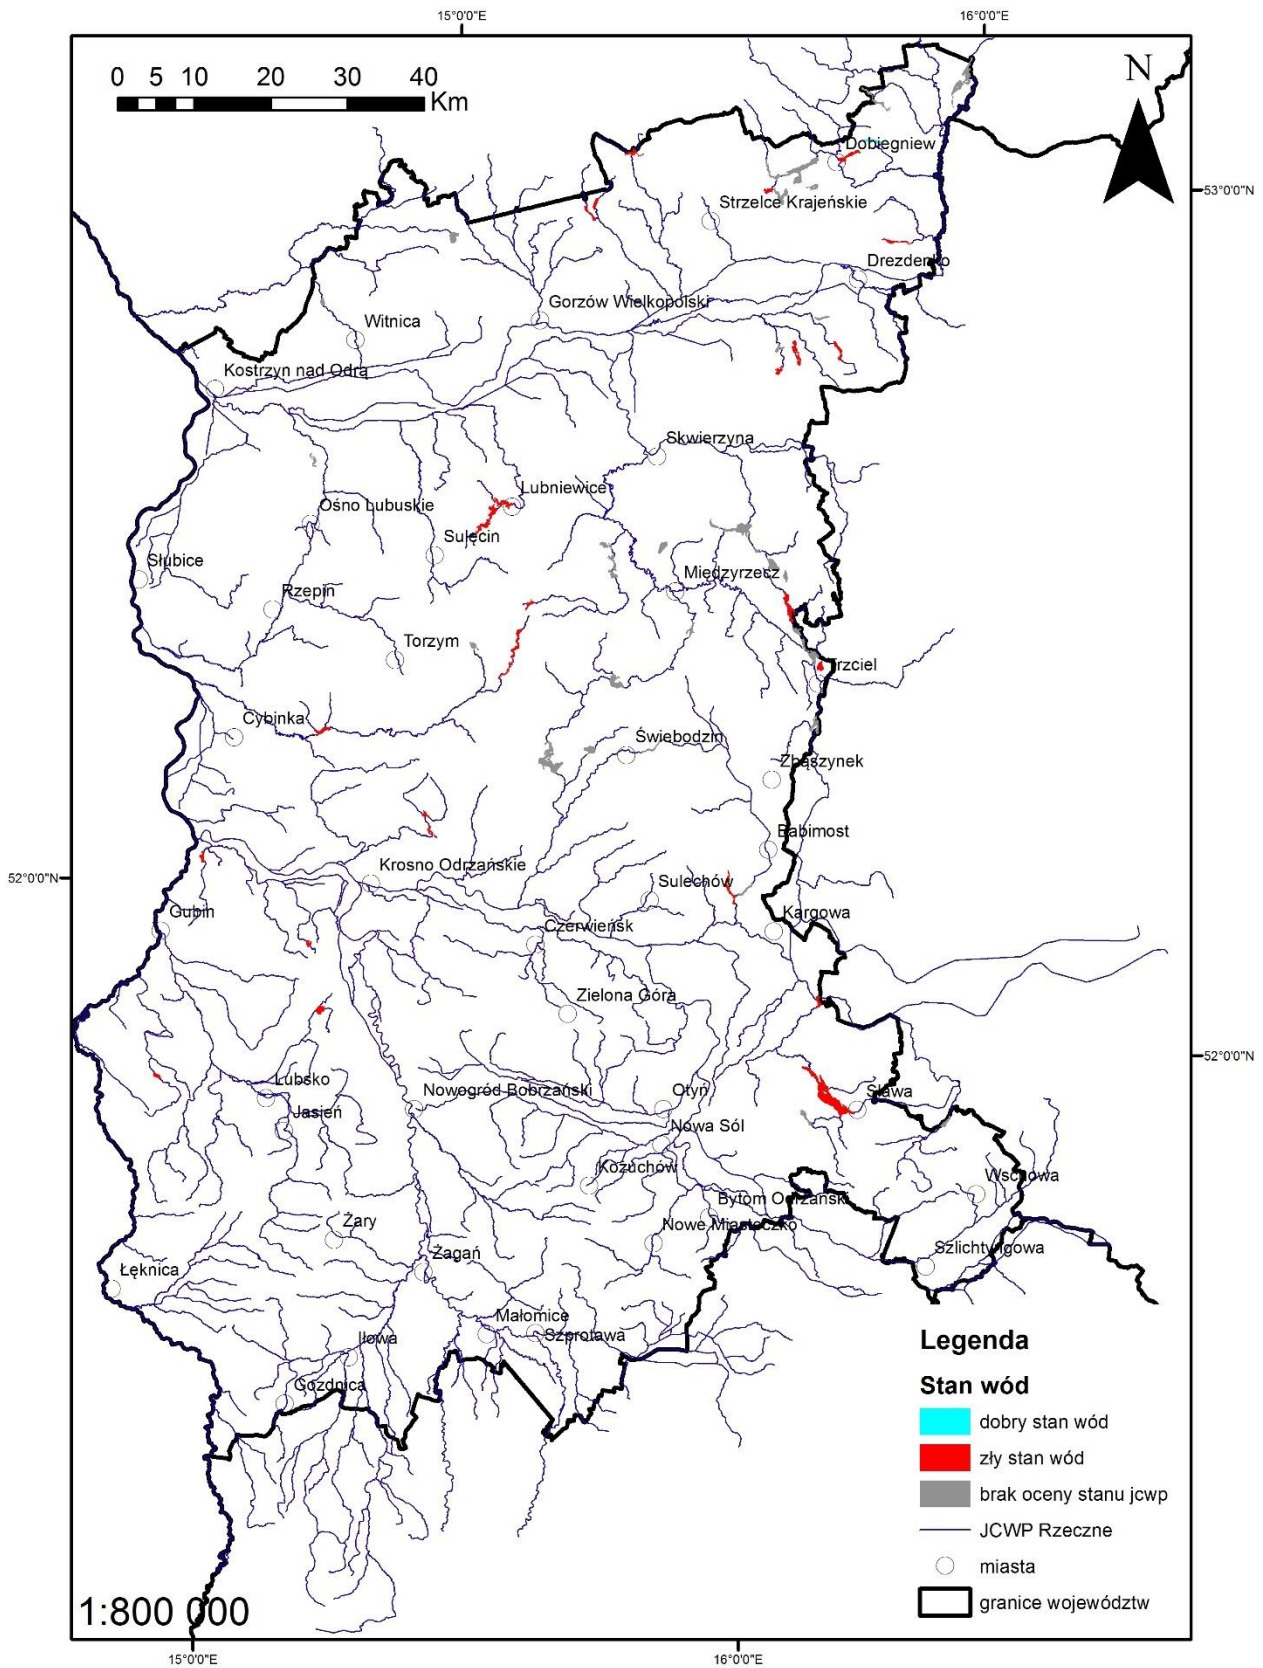 15°0'0"E
16°0'0"E
0 5 10 20 30 40
Km
N
Dobiegniew
53°0'0"N
Strzelce Krajeńskie
Drezdenko
Gorzów Wielkopolski
Witnica
Kostrzyn nad Odrą
Skwierzyna
Lubniewice
Ośno Lubuskie
Sulęcin
Słubice
Międzyrzecz
Rzepin
Torzym
Trzciel
Cybinka
Świebodzin
Zbąszynek
Babimost
Krosno Odrzańskie
52°0'0"N
Sulechów
Gubin
Kargowa
Czerwieńsk
Zielona Góra
52°0'0"N
Lubsko
Nowogród Bobrzański
Otyń
Sława
Jasień
Nowa Sól
Kożuchów
Wschowa
Bytom Odrzański
Żary
Nowe Miasteczko
Żagań
Szlichtyngowa
Łęknica
Małomice
Szprotawa
Iłowa
Gozdnica
Legenda
Stan wód
dobry stan wód
zły stan wód
brak oceny stanu jcwp
JCWP Rzeczne
miasta
granice województw
1:800 000
15°0'0"E
16°0'0"E